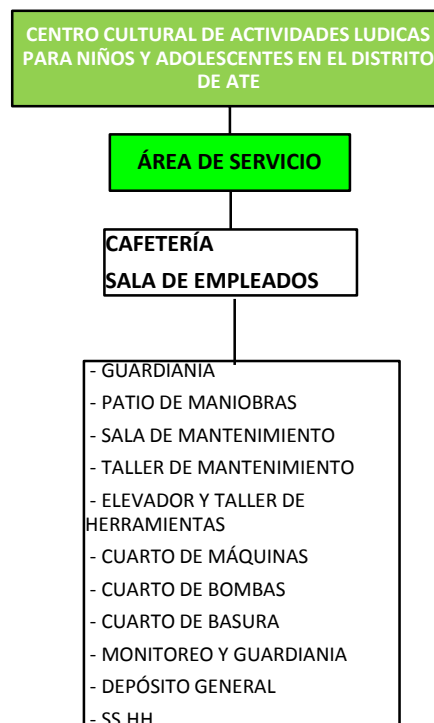 CENTRO CULTURAL DE ACTIVIDADES LUDICAS
PARA NIÑOS Y ADOLESCENTES EN EL DISTRITO
DE ATE
ÁREA DE SERVICIO
CAFETERÍA
SALA DE EMPLEADOS
- GUARDIANIA
- PATIO DE MANIOBRAS
- SALA DE MANTENIMIENTO
- TALLER DE MANTENIMIENTO
- ELEVADOR Y TALLER DE
HERRAMIENTAS
- CUARTO DE MÁQUINAS
- CUARTO DE BOMBAS
- CUARTO DE BASURA
- MONITOREO Y GUARDIANIA
- DEPÓSITO GENERAL
- SS.HH